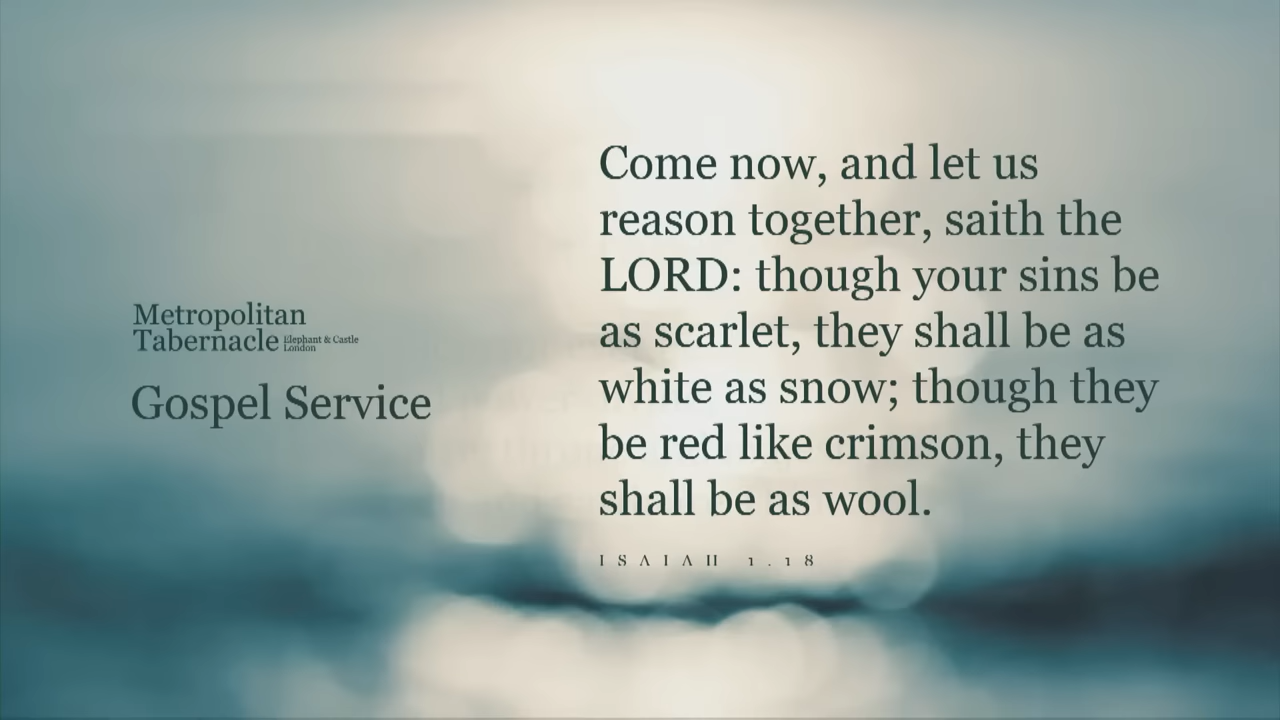 Metropolitan
Tabernacle Elephant & Castle
London
Gospel Service
Come now, and let us
reason together, saith the
LORD: though your sins be
as scarlet, they shall be as
white as snow; though they
be red like crimson, they
shall be as wool.
ISAIAH 1.18